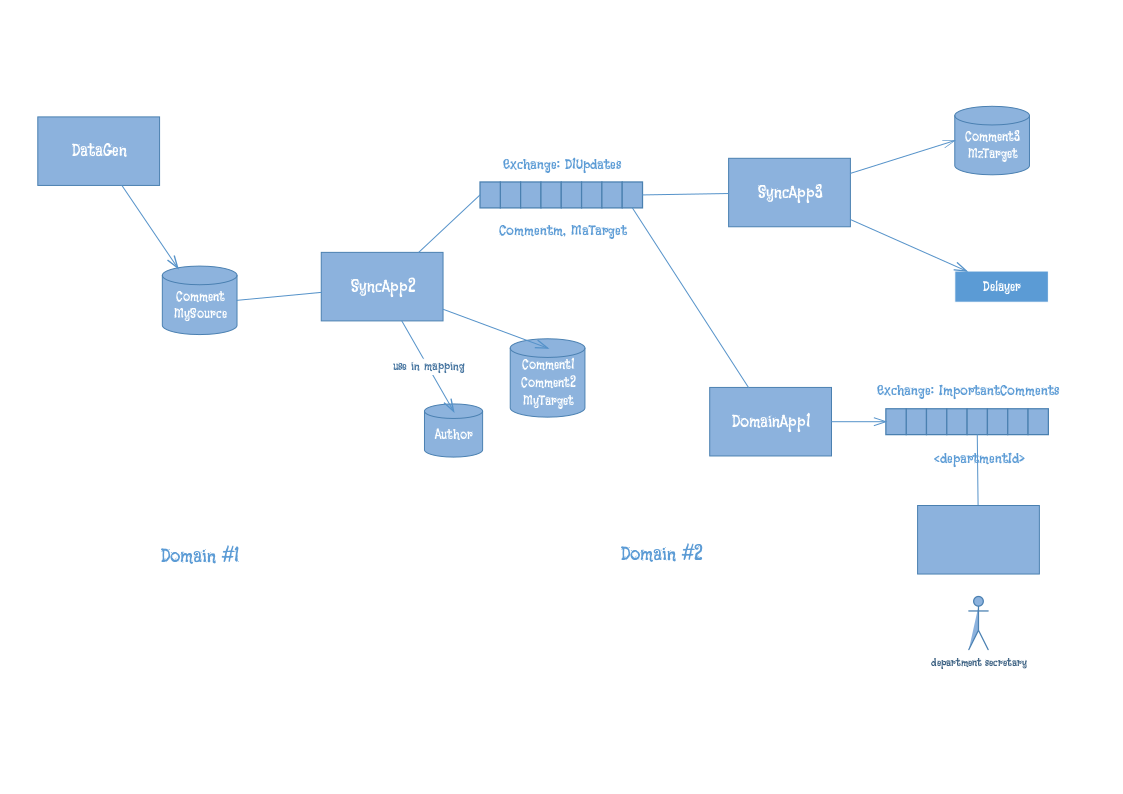 DataGen
Comment3
MzTarget
Exchange: D1Updates
SyncApp3
Commentm, MaTarget
SyncApp2
Delayer
Comment
MySource
use in mapping
Comment1
Comment2
MyTarget
Exchange: ImportantComments
DomainApp1
Author
<departmentId>
Domain #1
Domain #2
department secretary